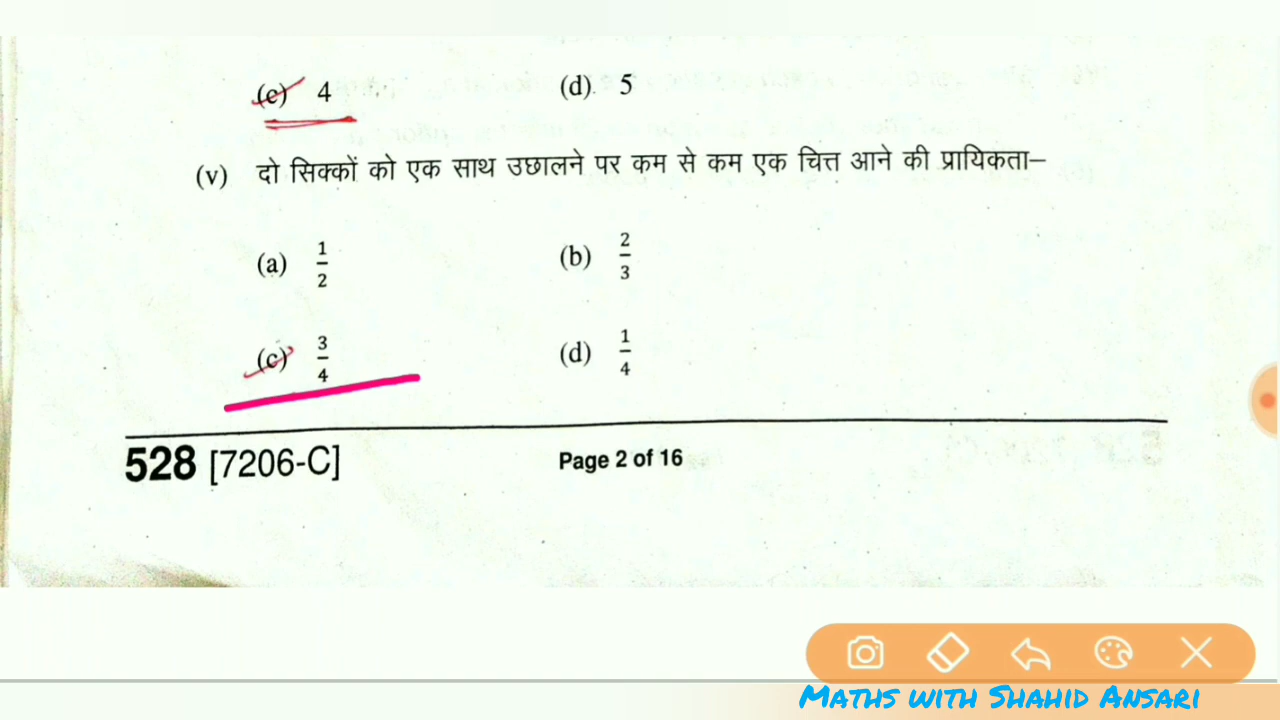 (c) 4 (d) 5
(v) दो सिक्कों को एक साथ उछालने पर कम से कम एक चित्त आने की प्रायिकता–
(a) 1/2 (b) 2/3
(c) 3/4 (d) 1/4
528 [7206-C] Page 2 of 16
Maths with Shahid Ansari